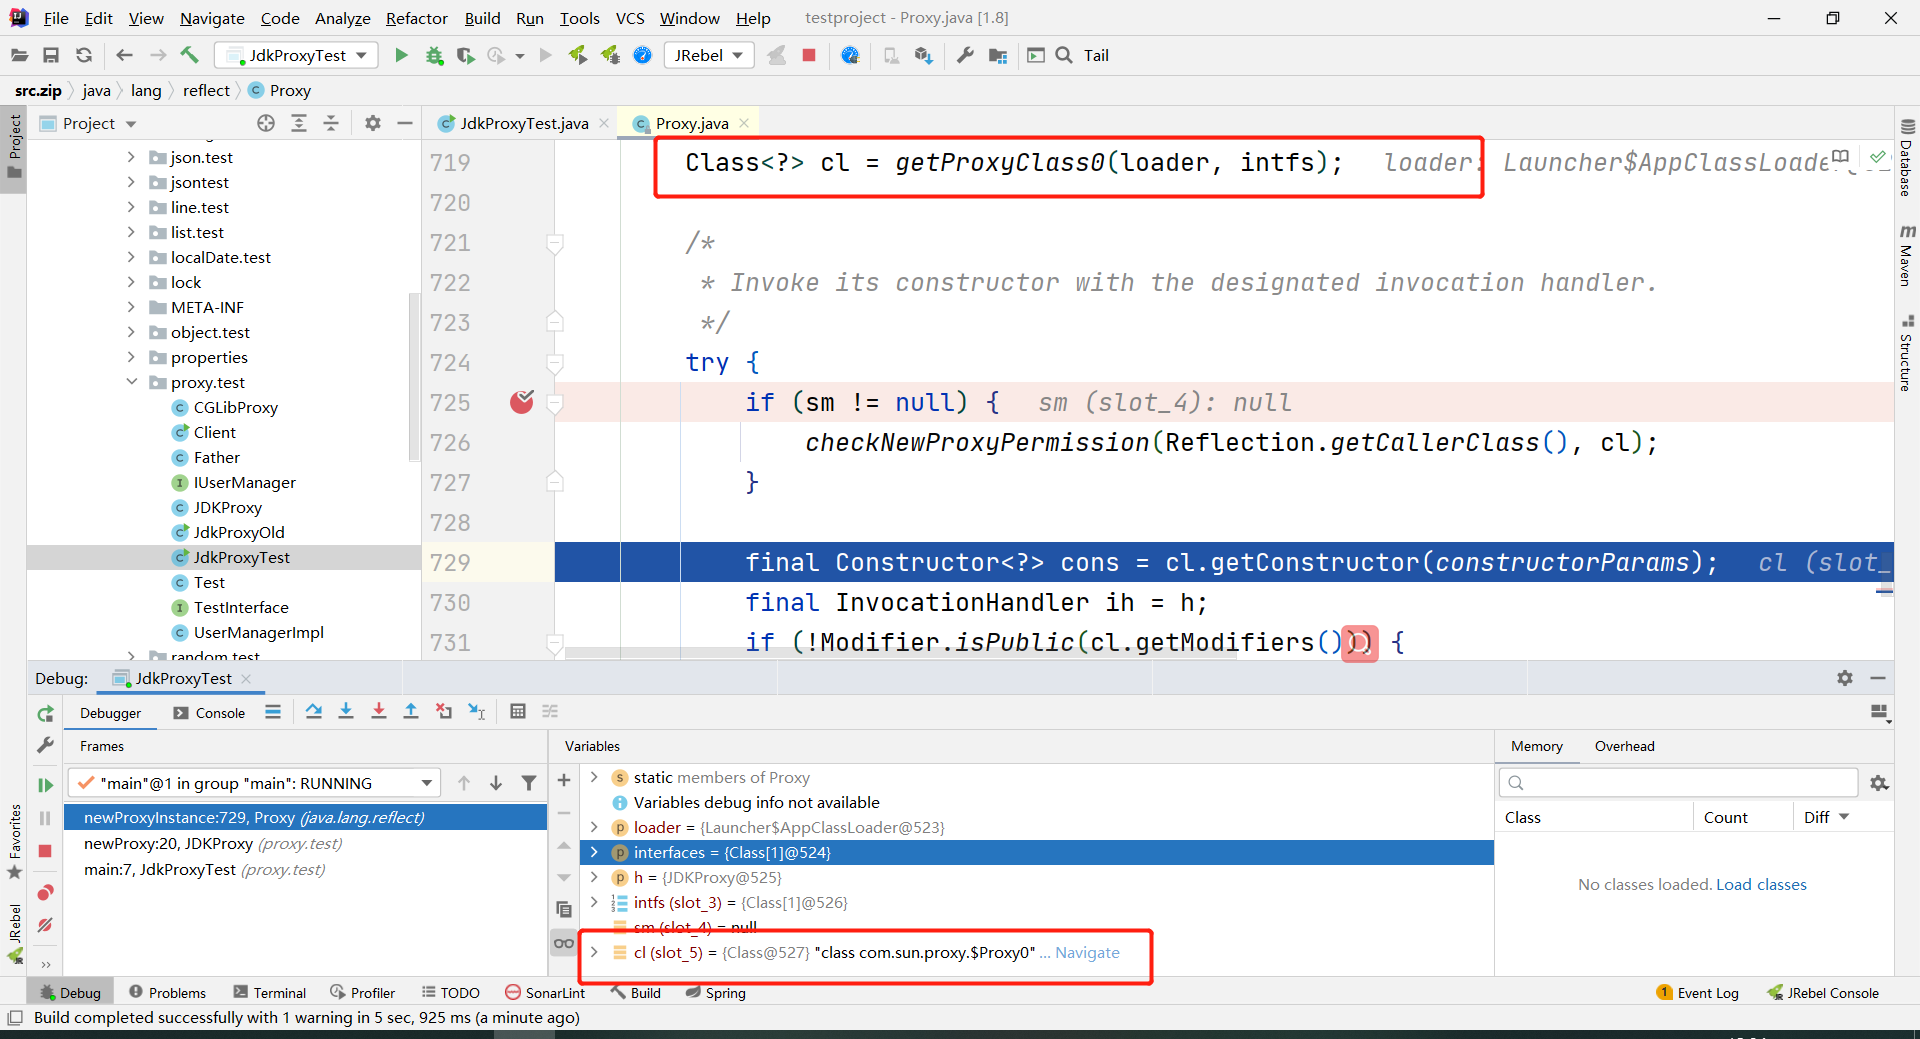 File Edit View Navigate Code Analyze Refactor Build Run Tools VCS Window Help testproject - Proxy.java [1.8]
JdkProxyTest JRebel Tail
src.zip java lang reflect Proxy
Project
Project
JdkProxyTest.java
Proxy.java
json.test
jsontest
line.test
list.test
localDate.test
lock
META-INF
object.test
properties
proxy.test
CGLibProxy
Client
Father
IUserManager
JDKProxy
JdkProxyOld
JdkProxyTest
Test
TestInterface
UserManagerImpl
random.test
719 Class<?> cl = getProxyClass0(loader, intfs); loader: Launcher$AppClassLoade
720
721 /*
722 * Invoke its constructor with the designated invocation handler.
723 */
724 try {
725 if (sm != null) { sm (slot_4): null
726 checkNewProxyPermission(Reflection.getCallerClass(), cl);
727 }
728
729 final Constructor<?> cons = cl.getConstructor(constructorParams); cl (slot_
730 final InvocationHandler ih = h;
731 if (!Modifier.isPublic(cl.getModifiers())) {
Database
Maven
Structure
Debug: JdkProxyTest
Debugger Console
Frames
"main"@1 in group "main": RUNNING
newProxyInstance:729, Proxy (java.lang.reflect)
newProxy:20, JDKProxy (proxy.test)
main:7, JdkProxyTest (proxy.test)
Variables
static members of Proxy
Variables debug info not available
loader = {Launcher$AppClassLoader@523}
interfaces = {Class[1]@524}
h = {JDKProxy@525}
intfs (slot_3) = {Class[1]@526}
sm (slot_4) = null
cl (slot_5) = {Class@527} "class com.sun.proxy.$Proxy0" ... Navigate
Memory Overhead
Class Count Diff
No classes loaded. Load classes
Favorites
JRebel
Debug Problems Terminal Profiler TODO SonarLint Build Spring 1 Event Log JRebel Console
Build completed successfully with 1 warning in 5 sec, 925 ms (a minute ago)